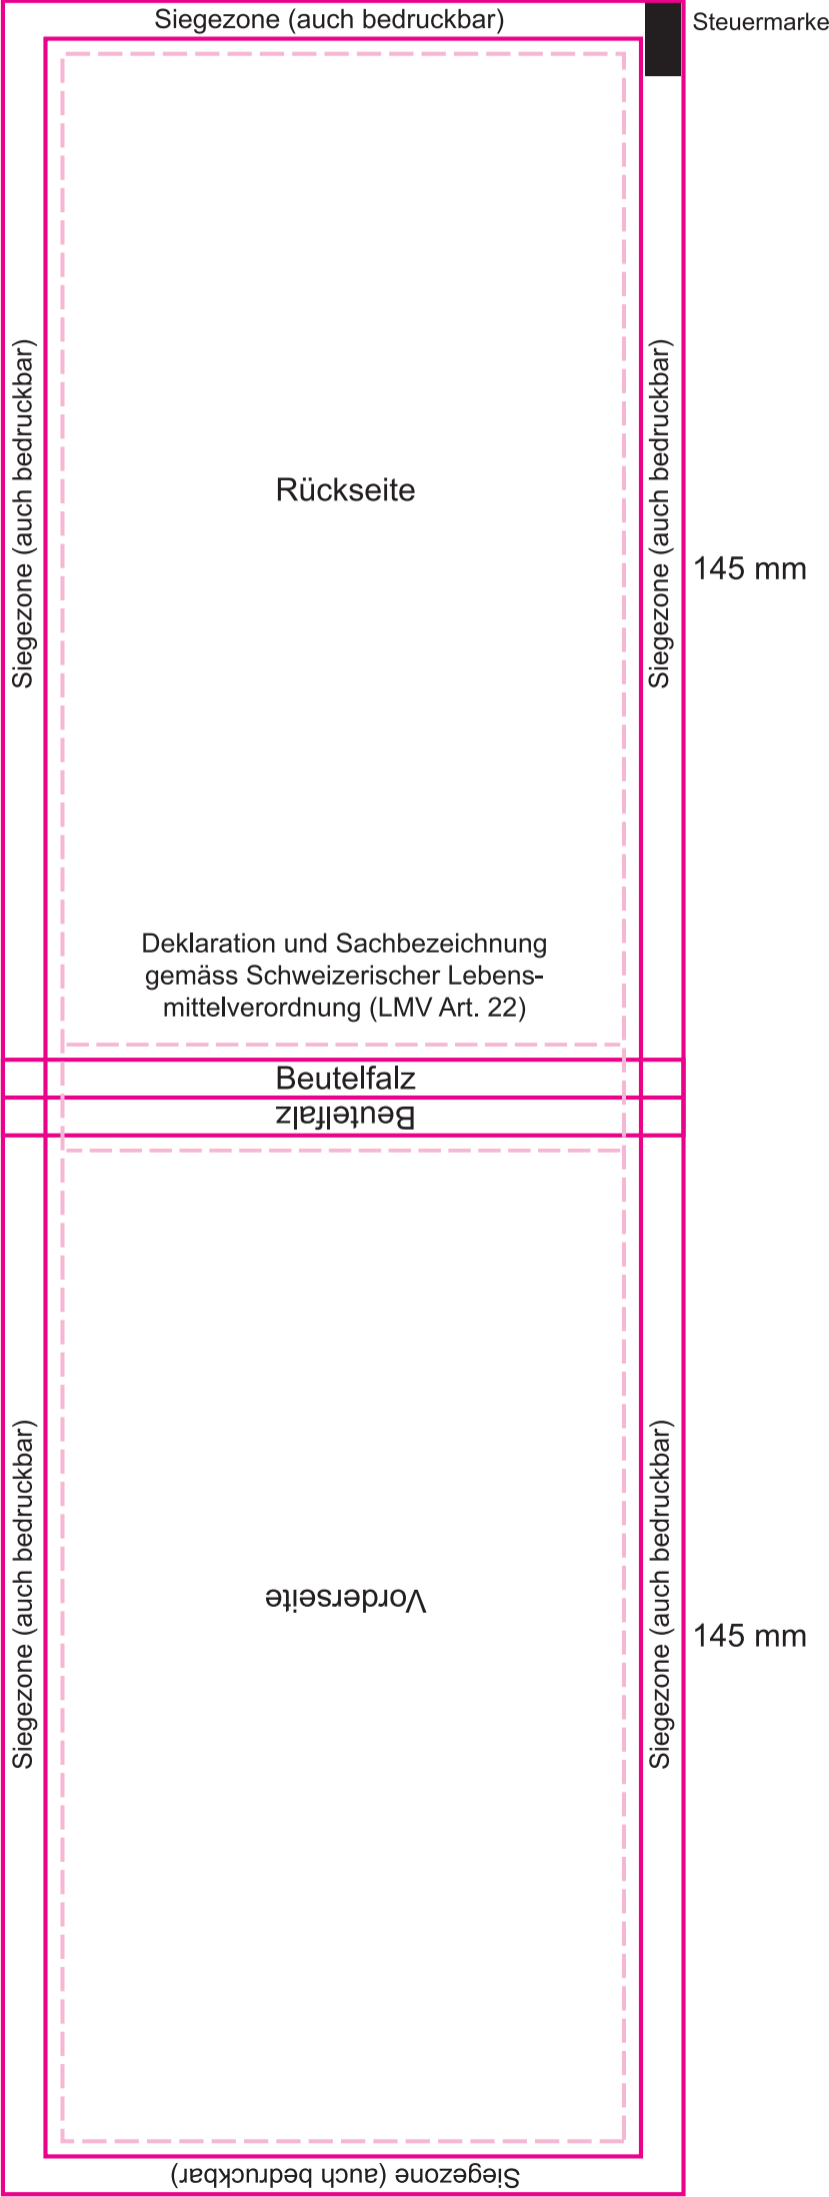 Siegezone (auch bedruckbar)
Steuermarke
Siegezone (auch bedruckbar)
Siegezone (auch bedruckbar)
Rückseite
145 mm
Deklaration und Sachbezeichnung
gemäss Schweizerischer Lebens-
mittelverordnung (LMV Art. 22)
Beutelfalz
Beutelfalz
Siegezone (auch bedruckbar)
Siegezone (auch bedruckbar)
Vorderseite
145 mm
Siegezone (auch bedruckbar)